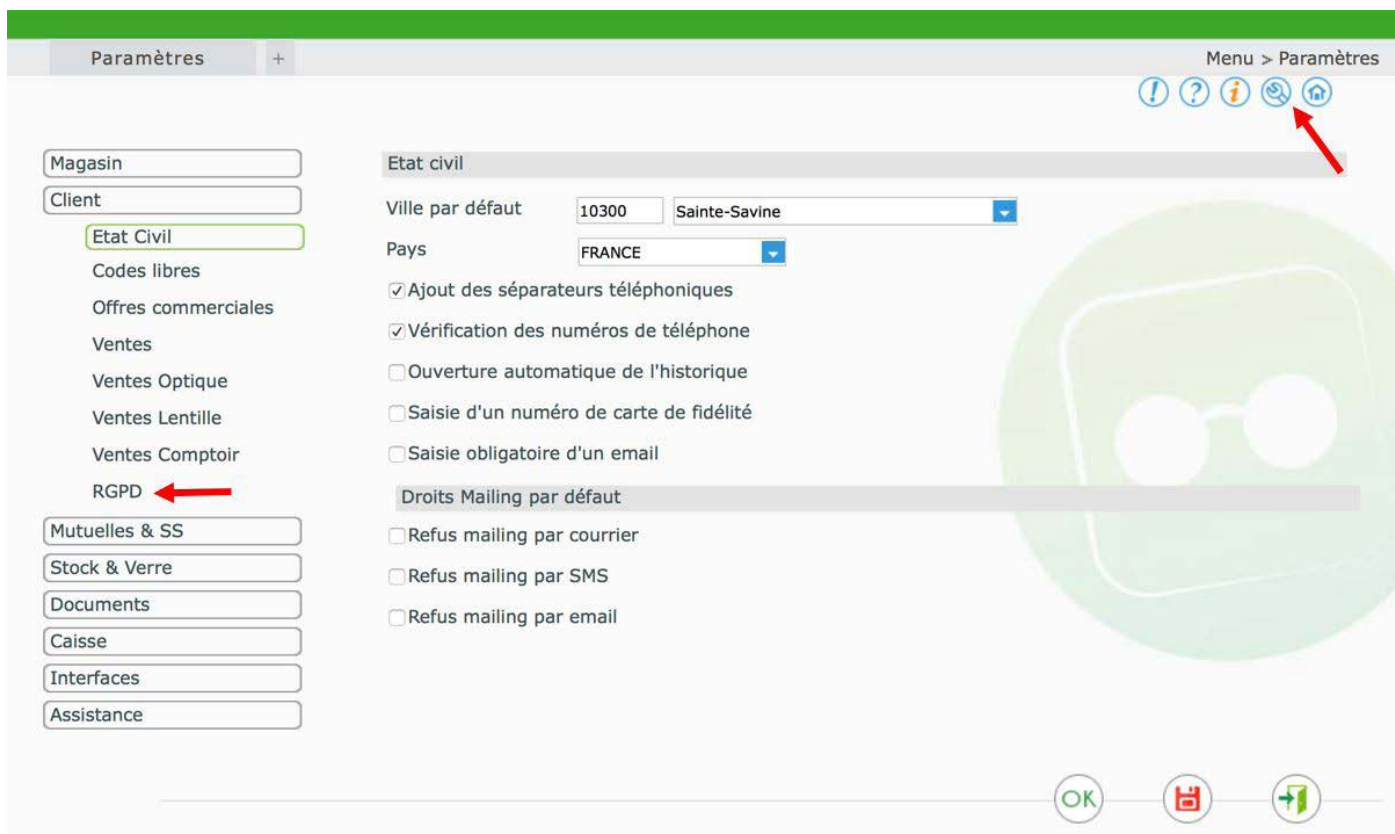 Paramètres +
Menu > Paramètres
! ? i
Magasin
Client
Etat Civil
Codes libres
Offres commerciales
Ventes
Ventes Optique
Ventes Lentille
Ventes Comptoir
RGPD
Mutuelles & SS
Stock & Verre
Documents
Caisse
Interfaces
Assistance
Etat civil
Ville par défaut 10300 Sainte-Savine
Pays FRANCE
Ajout des séparateurs téléphoniques
Vérification des numéros de téléphone
Ouverture automatique de l'historique
Saisie d'un numéro de carte de fidélité
Saisie obligatoire d'un email
Droits Mailing par défaut
Refus mailing par courrier
Refus mailing par SMS
Refus mailing par email
OK